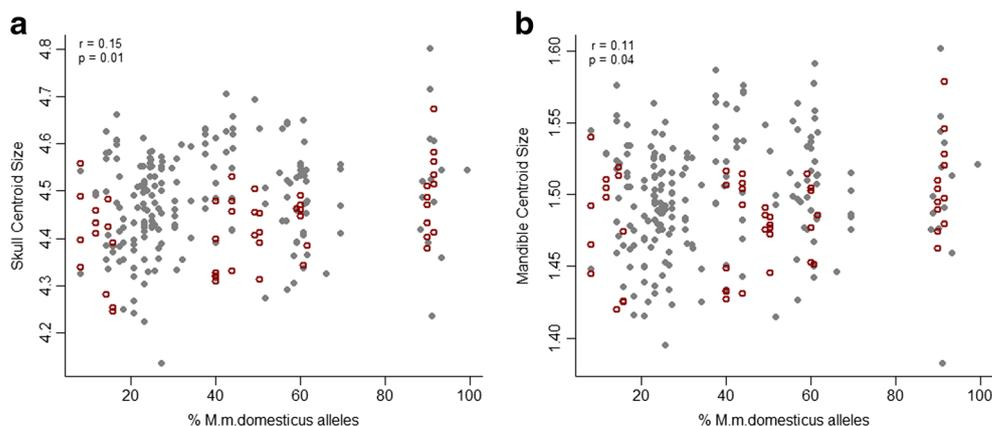 a
r = 0.15
p = 0.01
Skull Centroid Size
4.8
4.7
4.6
4.5
4.4
4.3
4.2
20 40 60 80 100
% M.m.domesticus alleles
b
r = 0.11
p = 0.04
Mandible Centroid Size
1.60
1.55
1.50
1.45
1.40
20 40 60 80 100
% M.m.domesticus alleles